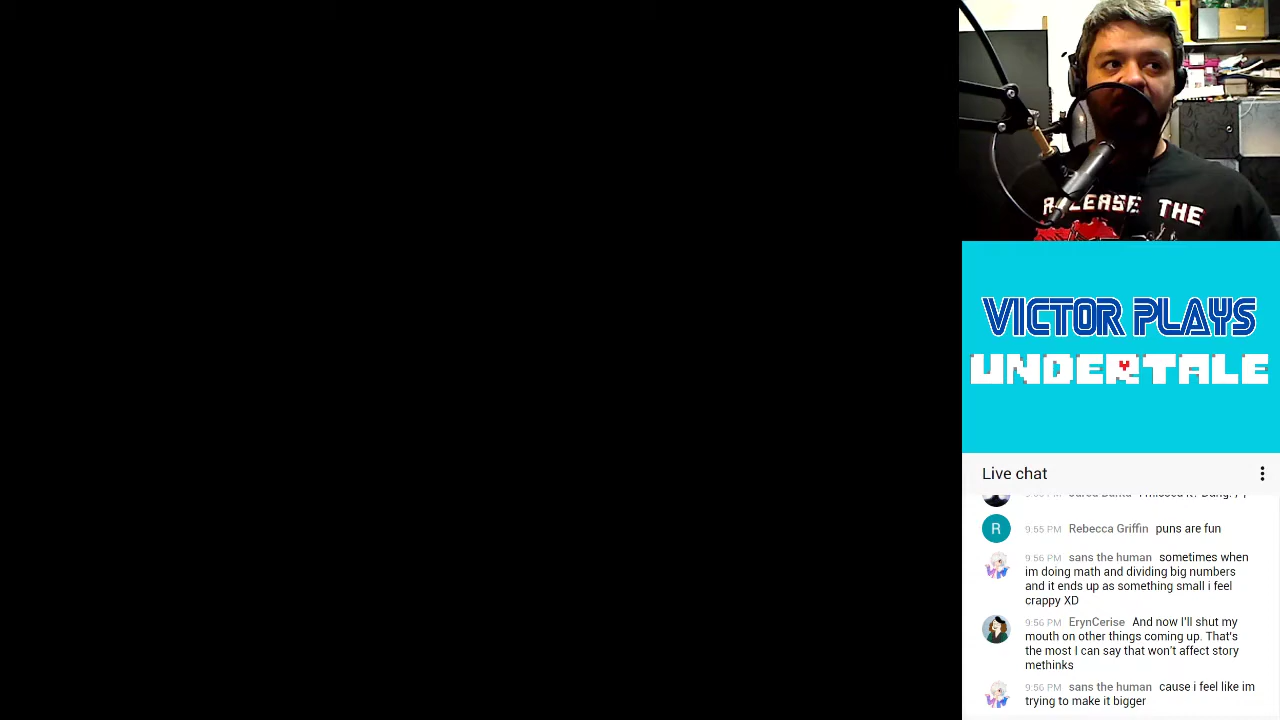 RELEASE THE
VICTOR PLAYS
UNDERTALE
Live chat
9:55 PM Rebecca Griffin puns are fun
9:56 PM sans the human sometimes when
im doing math and dividing big numbers
and it ends up as something small i feel
crappy XD
9:56 PM ErynCerise And now I'll shut my
mouth on other things coming up. That's
the most I can say that won't affect story
methinks
9:56 PM sans the human cause i feel like im
trying to make it bigger
R